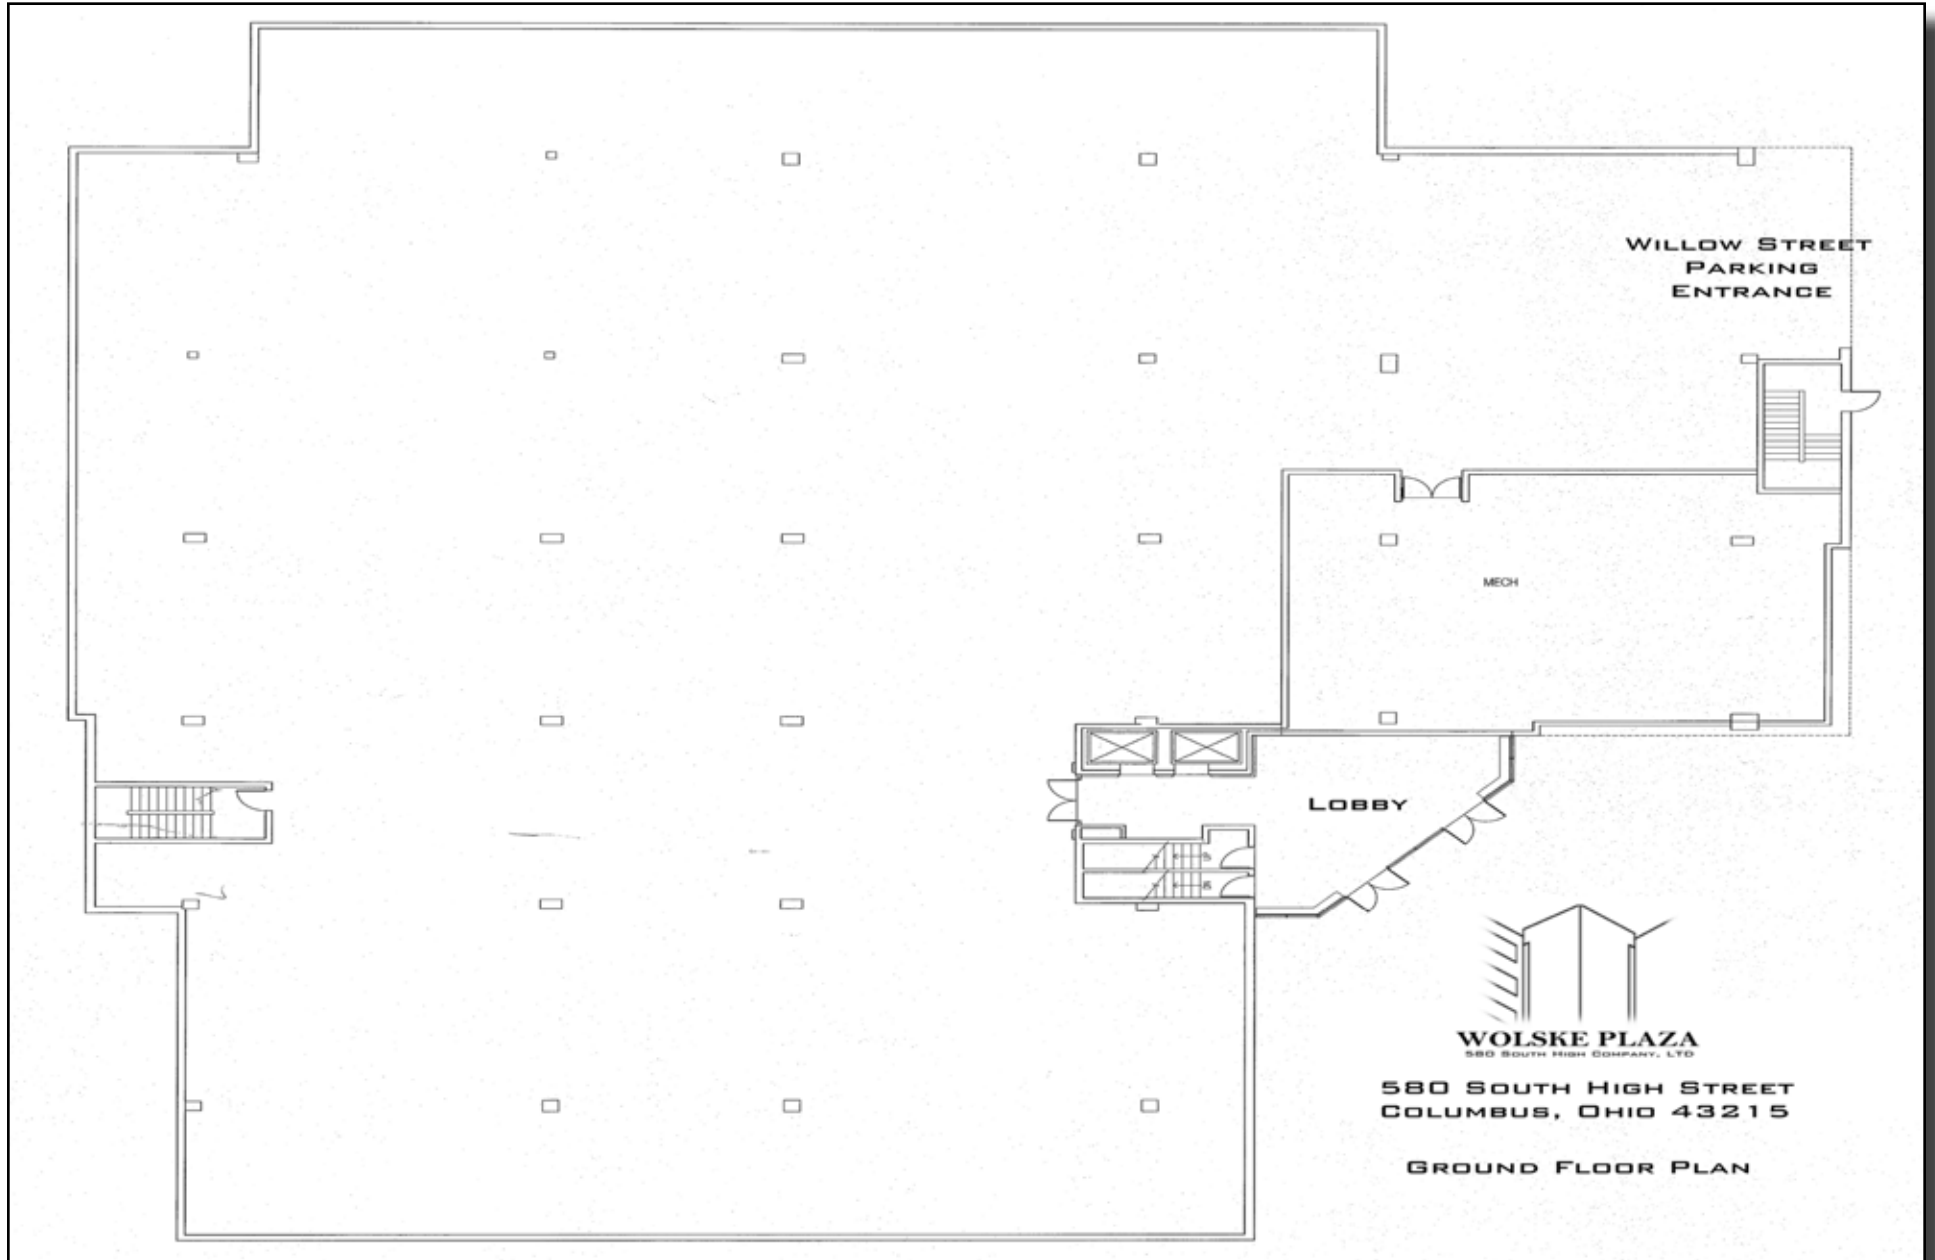 WILLOW STREET
PARKING
ENTRANCE
MECH
LOBBY
WOLSKE PLAZA
580 SOUTH HIGH COMPANY, LTD
580 SOUTH HIGH STREET
COLUMBUS, OHIO 43215
GROUND FLOOR PLAN